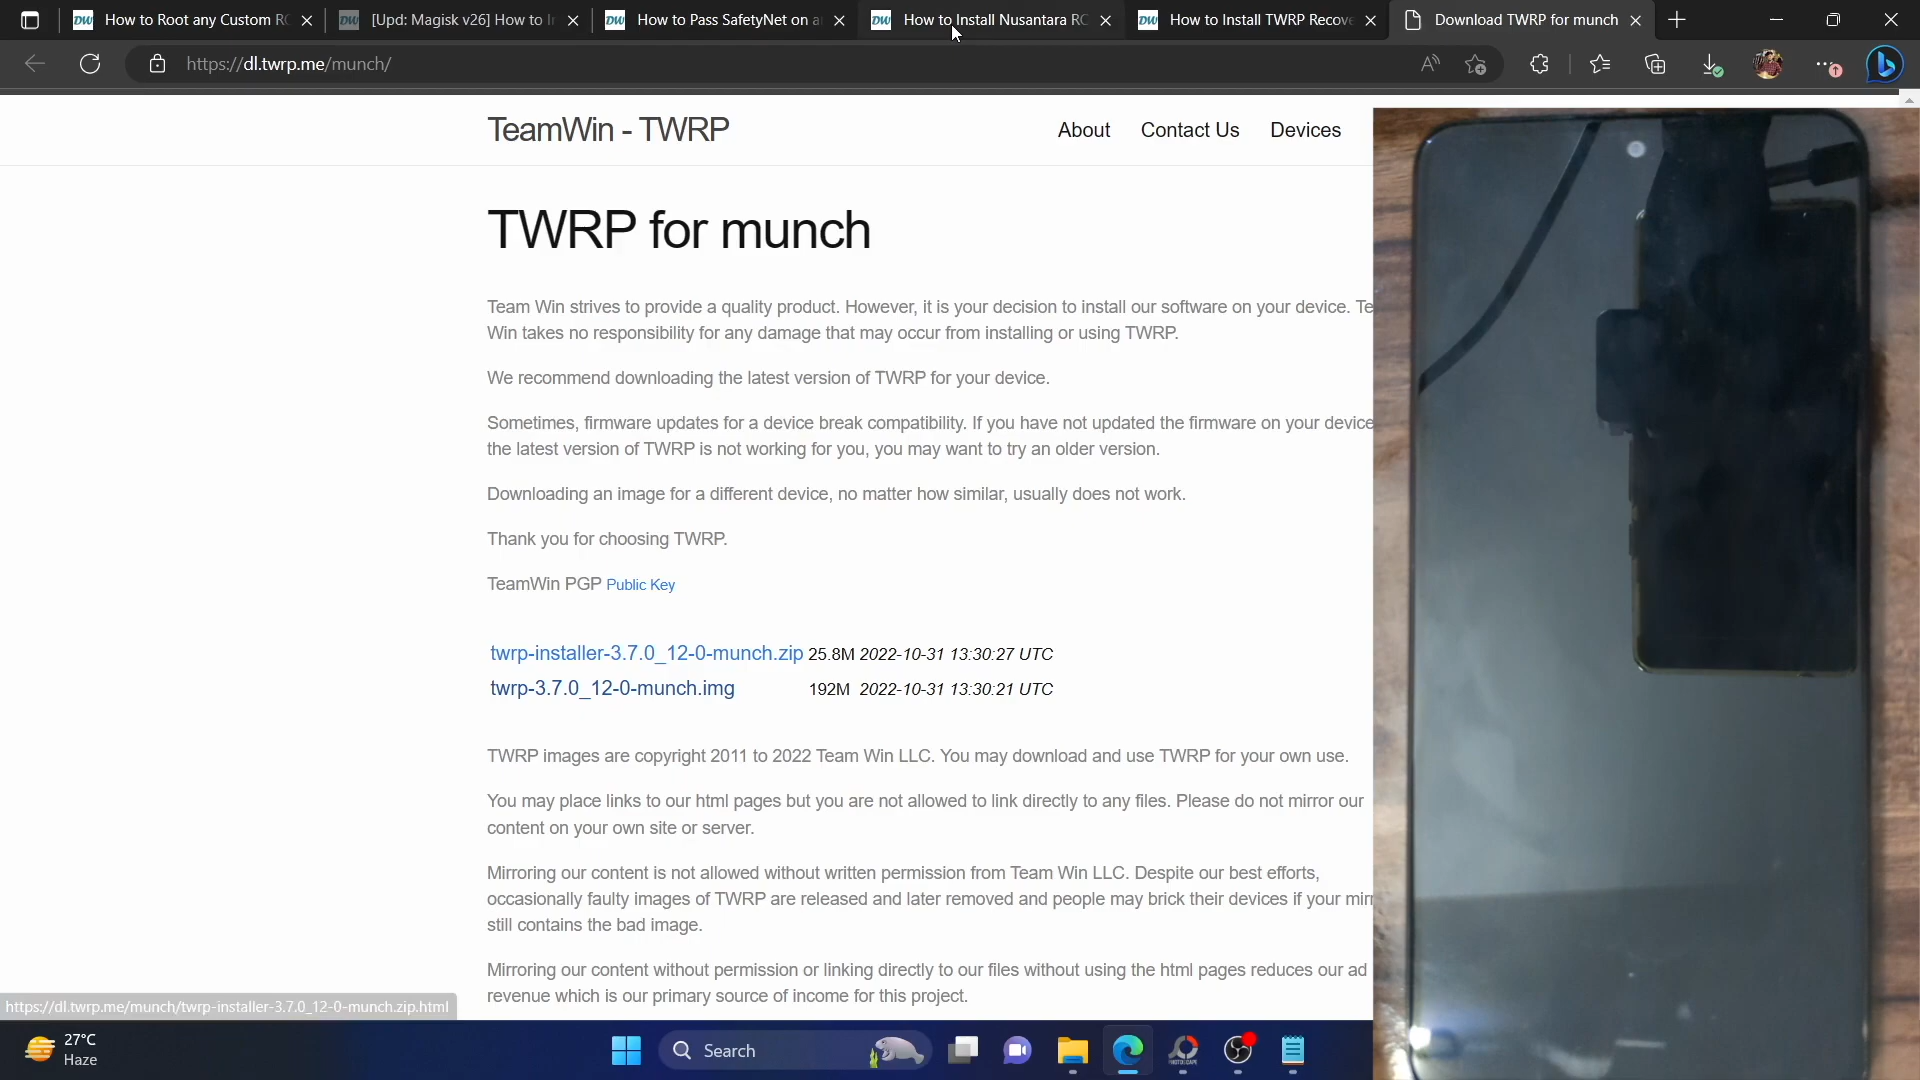 How to Root any Custom RO
[Upd: Magisk v26] How to In
How to Pass SafetyNet on a
How to Install Nusantara RO
How to Install TWRP Recove
Download TWRP for munch
https://dl.twrp.me/munch/
TeamWin - TWRP
About
Contact Us
Devices
TWRP for munch
Team Win strives to provide a quality product. However, it is your decision to install our software on your device. Te
Win takes no responsibility for any damage that may occur from installing or using TWRP.
We recommend downloading the latest version of TWRP for your device.
Sometimes, firmware updates for a device break compatibility. If you have not updated the firmware on your device
the latest version of TWRP is not working for you, you may want to try an older version.
Downloading an image for a different device, no matter how similar, usually does not work.
Thank you for choosing TWRP.
TeamWin PGP Public Key
twrp-installer-3.7.0_12-0-munch.zip 25.8M 2022-10-31 13:30:27 UTC
twrp-3.7.0_12-0-munch.img 192M 2022-10-31 13:30:21 UTC
TWRP images are copyright 2011 to 2022 Team Win LLC. You may download and use TWRP for your own use.
You may place links to our html pages but you are not allowed to link directly to any files. Please do not mirror our
content on your own site or server.
Mirroring our content is not allowed without written permission from Team Win LLC. Despite our best efforts,
occasionally faulty images of TWRP are released and later removed and people may brick their devices if your mirr
still contains the bad image.
Mirroring our content without permission or linking directly to our files without using the html pages reduces our ad
revenue which is our primary source of income for this project.
https://dl.twrp.me/munch/twrp-installer-3.7.0_12-0-munch.zip.html
27°C
Haze
Search